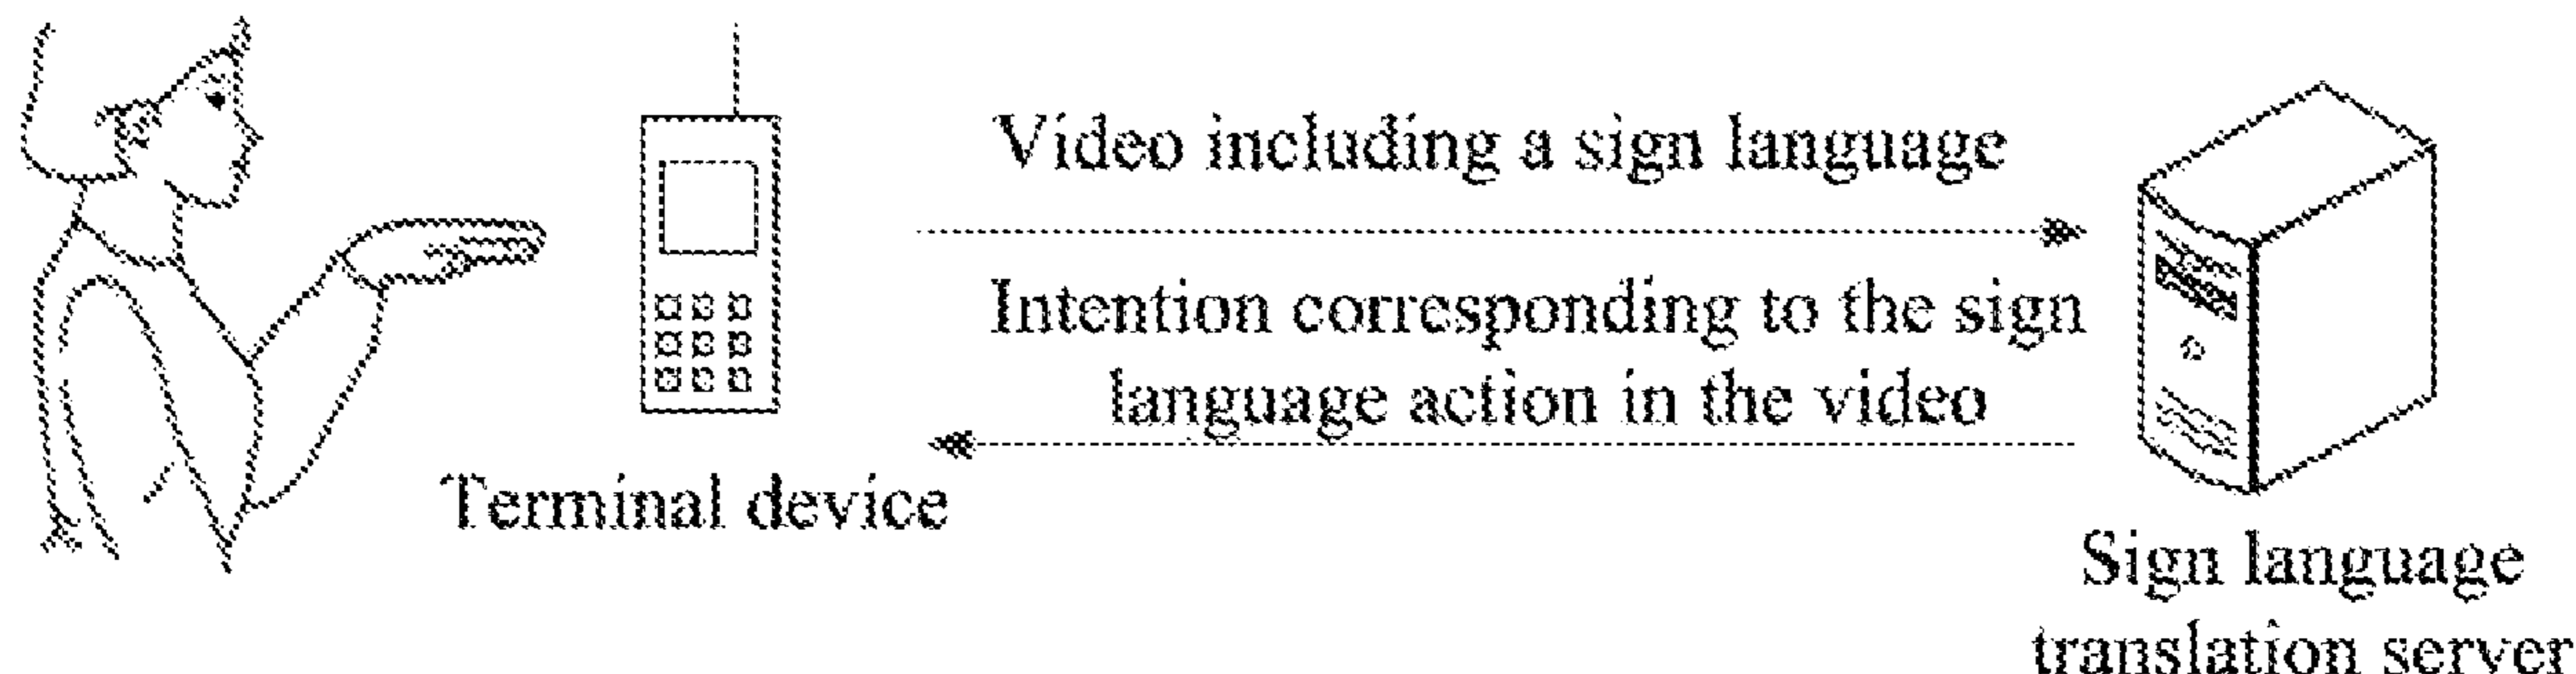 Video including a sign language
Intention corresponding to the sign
language action in the video
Terminal device
Sign language
translation server